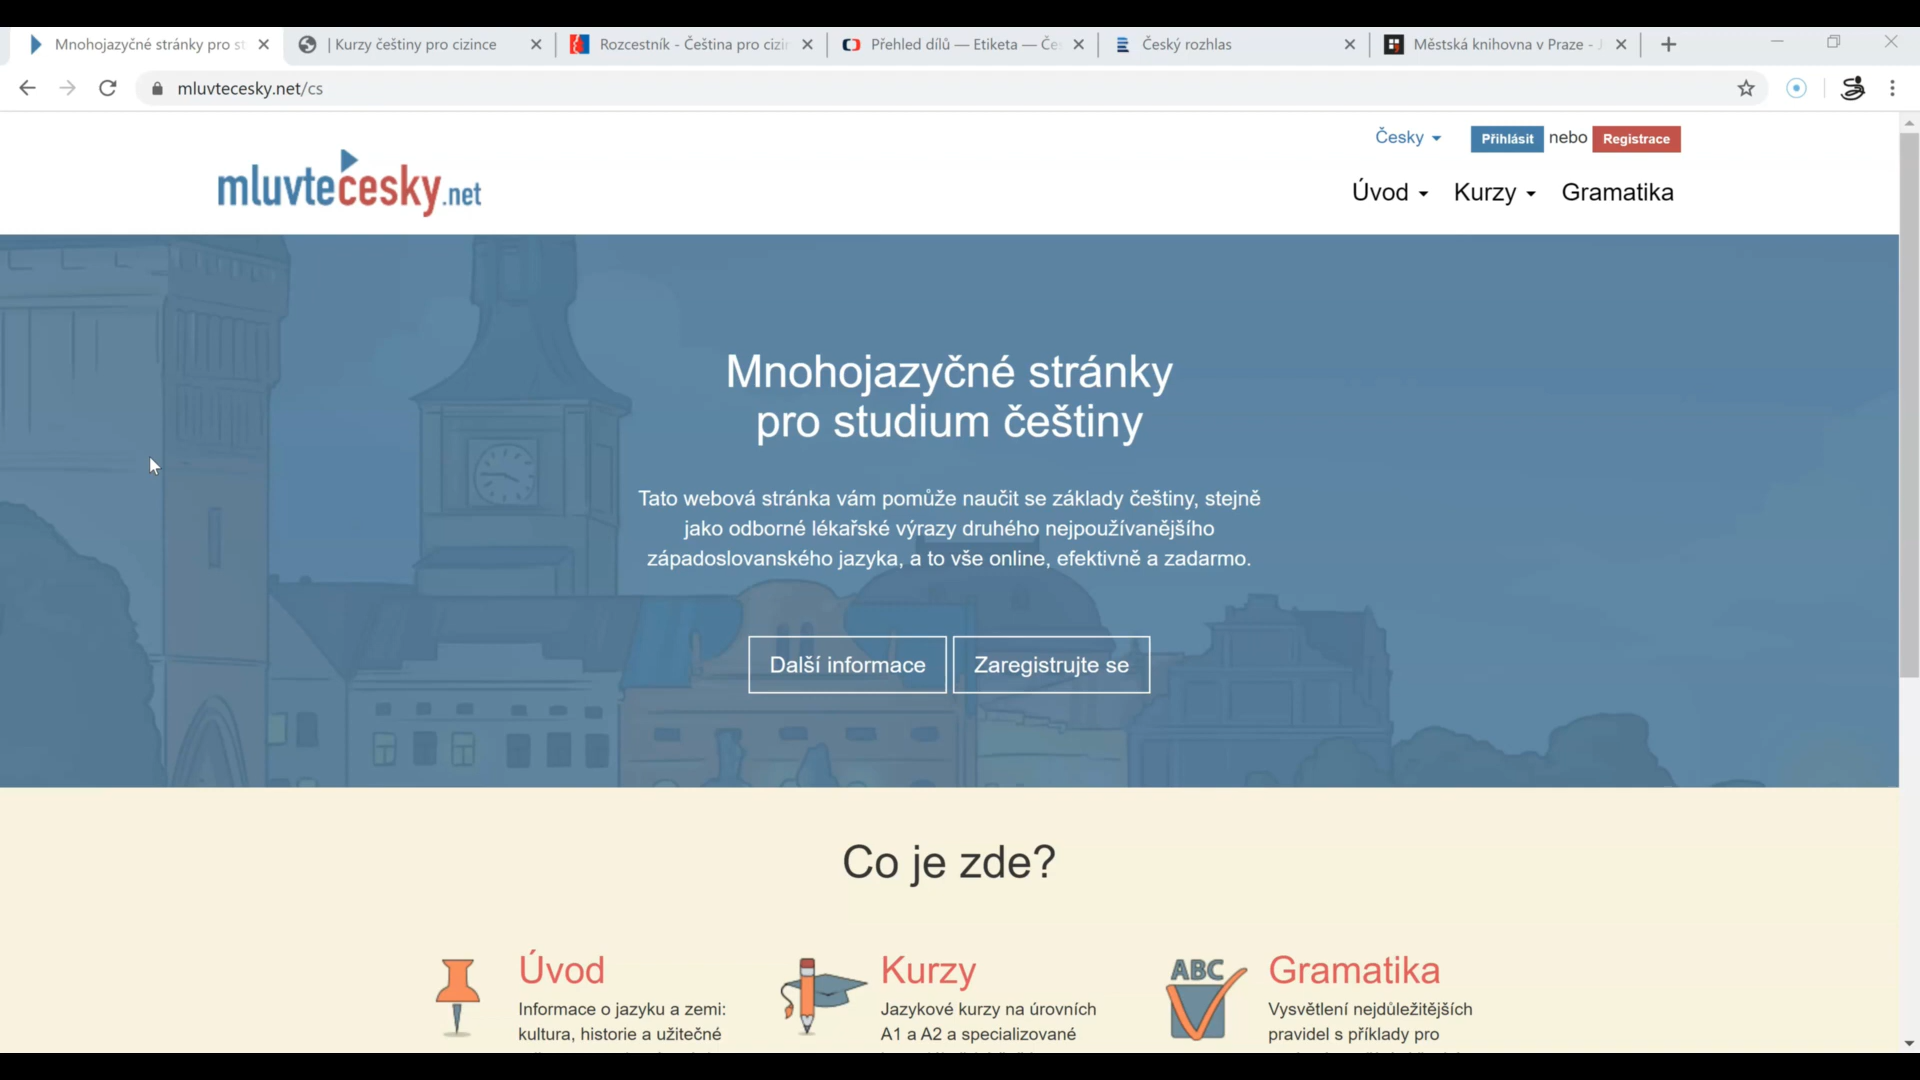 Mnohojazyčné stránky pro st
| Kurzy češtiny pro cizince
Rozcestník - Čeština pro cizin
Přehled dílů — Etiketa — Če
Český rozhlas
Městská knihovna v Praze - J
mluvtecesky.net/cs
Česky
Přihlásit nebo Registrace
mluvtečesky.net
Úvod Kurzy Gramatika
Mnohojazyčné stránky
pro studium češtiny
Tato webová stránka vám pomůže naučit se základy češtiny, stejně
jako odborné lékařské výrazy druhého nejpoužívanějšího
západoslovanského jazyka, a to vše online, efektivně a zadarmo.
Další informace
Zaregistrujte se
Co je zde?
Úvod
Informace o jazyku a zemi:
kultura, historie a užitečné
Kurzy
Jazykové kurzy na úrovních
A1 a A2 a specializované
ABC
Gramatika
Vysvětlení nejdůležitějších
pravidel s příklady pro